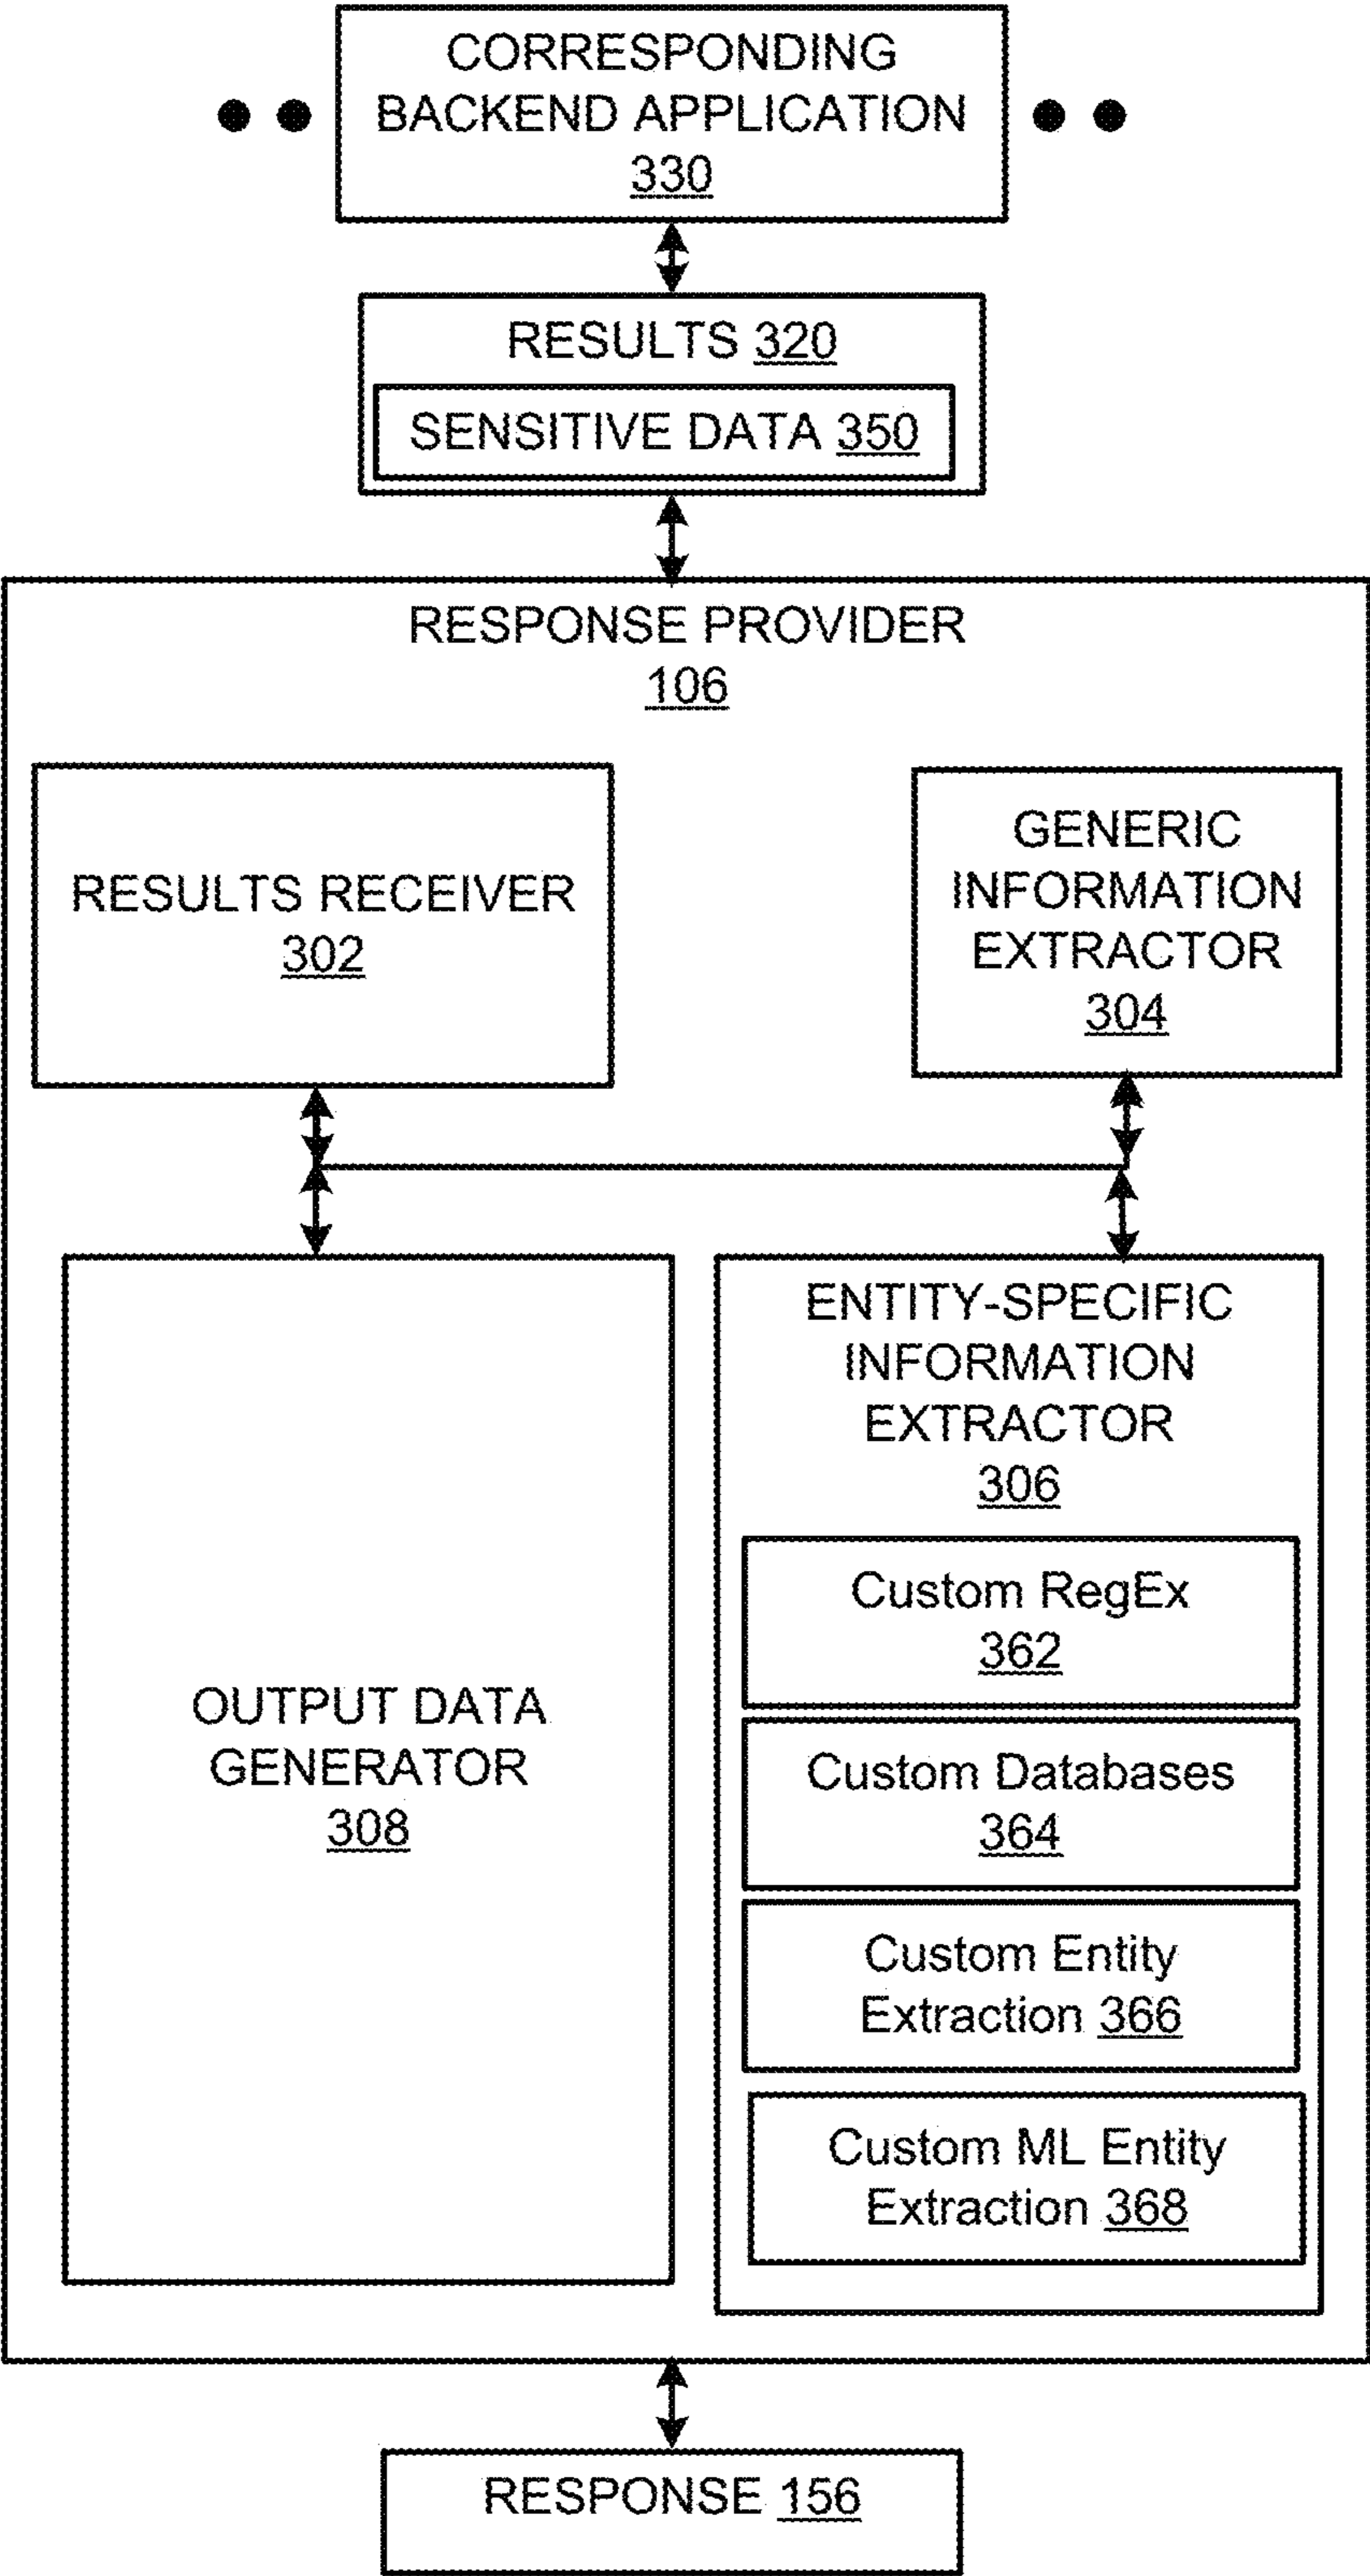 CORRESPONDING
BACKEND APPLICATION
330
RESULTS 320
SENSITIVE DATA 350
RESPONSE PROVIDER
106
RESULTS RECEIVER
302
GENERIC
INFORMATION
EXTRACTOR
304
OUTPUT DATA
GENERATOR
308
ENTITY-SPECIFIC
INFORMATION
EXTRACTOR
306
Custom RegEx
362
Custom Databases
364
Custom Entity
Extraction 366
Custom ML Entity
Extraction 368
RESPONSE 156